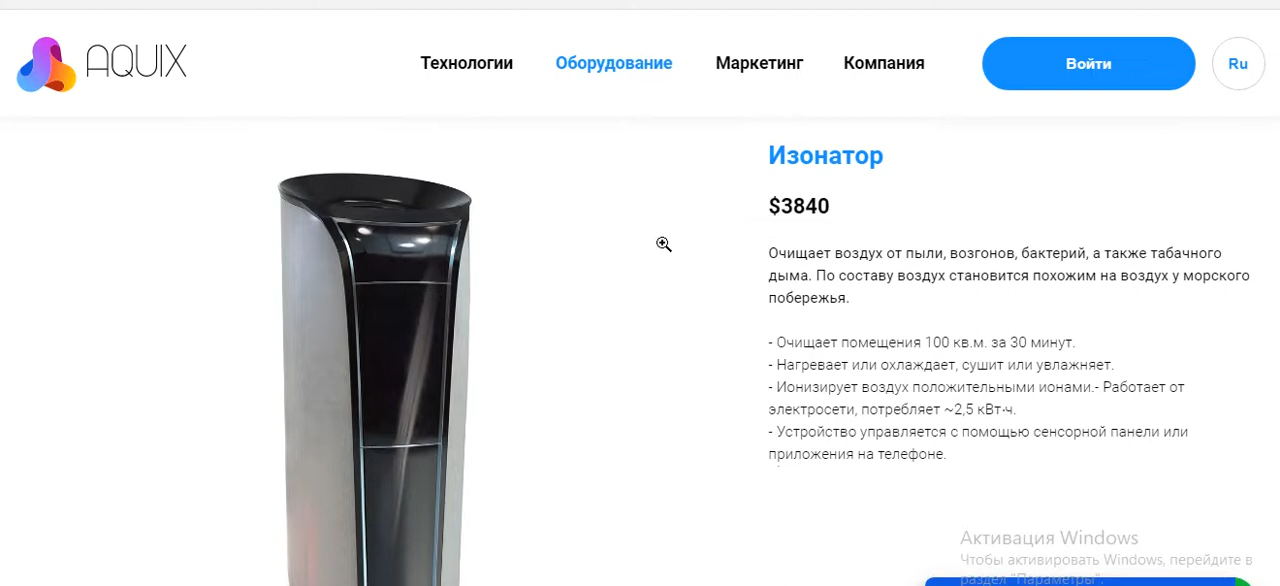 AQUIX
Технологии Оборудование Маркетинг Компания Войти Ru
Изонатор
$3840
Очищает воздух от пыли, возгонов, бактерий, а также табачного
дыма. По составу воздух становится похожим на воздух у морского
побережья.
- Очищает помещения 100 кв.м. за 30 минут.
- Нагревает или охлаждает, сушит или увлажняет.
- Ионизирует воздух положительными ионами.- Работает от
электросети, потребляет ~2,5 кВт·ч.
- Устройство управляется с помощью сенсорной панели или
приложения на телефоне.
Активация Windows
Чтобы активировать Windows, перейдите в
раздел "Параметры".